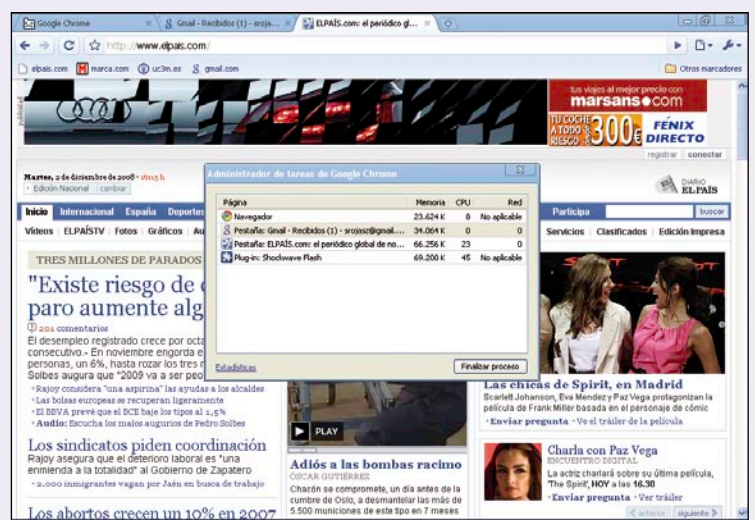 Google Chrome
Gmail - Recibidos (1) - sroja...
ELPAÍS.com: el periódico gl...
http://www.elpais.com/
elpais.com
marca.com
uc3m.es
gmail.com
Otros marcadores
publicidad
tus viajes al mejor precio con
marsans.com
TU COCHE
A TODO
RIESGO
300€
FÉNIX
DIRECTO
registrar conectar
Martes, 2 de diciembre de 2008
Edición Nacional cambiar
DIARIO
EL PAÍS
Inicio Internacional España Deportes
Participa
buscar
Vídeos ELPAÍSTV Fotos Gráficos Au
Servicios Clasificados Edición Impresa
Administrador de tareas de Google Chrome
Página Memoria CPU Red
Navegador 23.624 K 8 No aplicable
Pestaña: Gmail - Recibidos (1) - srojasz@gmail.... 34.064 K 0 0
Pestaña: ELPAÍS.com: el periódico global de no... 66.256 K 23 0
Plug-in: Shockwave Flash 69.200 K 45 No aplicable
Estadísticas
Finalizar proceso
TRES MILLONES DE PARADOS
"Existe riesgo de
paro aumente alg
201 comentarios
El desempleo registrado crece por octa
consecutivo.- En noviembre engorda e
personas, un 6%, hasta rozar los tres r
Solbes augura que "2009 va a ser peo
Rajoy considera "una aspirina" las ayudas a los alcaldes
Las bolsas europeas se recuperan ligeramente
El BBVA prevé que el BCE baje los tipos al 1,5%
Audio: Escucha los malos augurios de Pedro Solbes
Los sindicatos piden coordinación
Rajoy asegura que el deterioro laboral es "una
enmienda a la totalidad" al Gobierno de Zapatero
2.000 inmigrantes vagan por Jaén en busca de trabajo
Los abortos crecen un 10% en 2007
PLAY
Adiós a las bombas racimo
ÓSCAR GUTIÉRREZ
Chacón se compromete, un día antes de la
cumbre de Oslo, a desmantelar las más de
5.500 municiones de este tipo en 7 meses
Las chicas de Spirit, en Madrid
Scarlett Johanson, Eva Mendez y Paz Vega protagonizan la
película de Frank Miller basada en el personaje de cómic
Enviar pregunta Ve el tráiler de la película
Charla con Paz Vega
ENCUENTRO DIGITAL
La actriz charlará sobre su última película,
'The Spirit', HOY a las 16.30
Enviar pregunta Ver tráiler
anterior siguiente